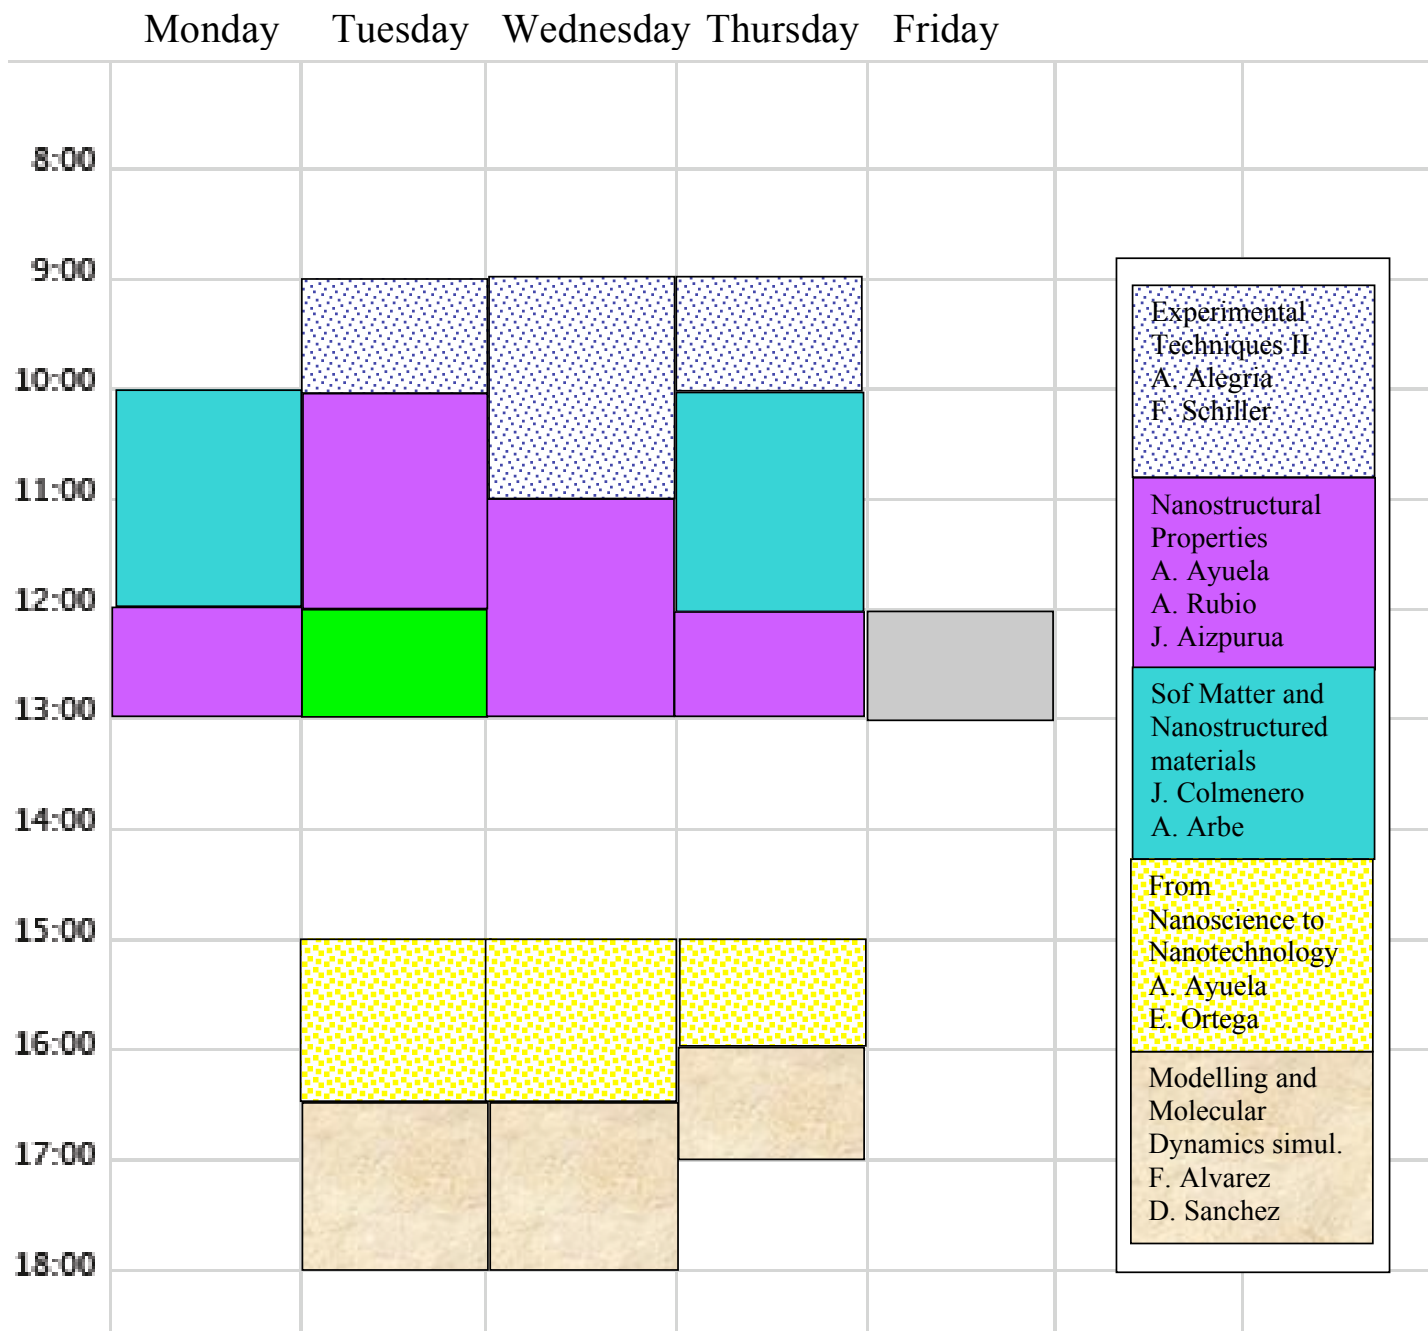 Monday Tuesday Wednesday Thursday Friday
8:00
9:00
10:00
11:00
12:00
13:00
14:00
15:00
16:00
17:00
18:00
Experimental
Techniques II
A. Alegria
F. Schiller
Nanostructural
Properties
A. Ayuela
A. Rubio
J. Aizpurua
Sof Matter and
Nanostructured
materials
J. Colmenero
A. Arbe
From
Nanoscience to
Nanotechnology
A. Ayuela
E. Ortega
Modelling and
Molecular
Dynamics simul.
F. Alvarez
D. Sanchez